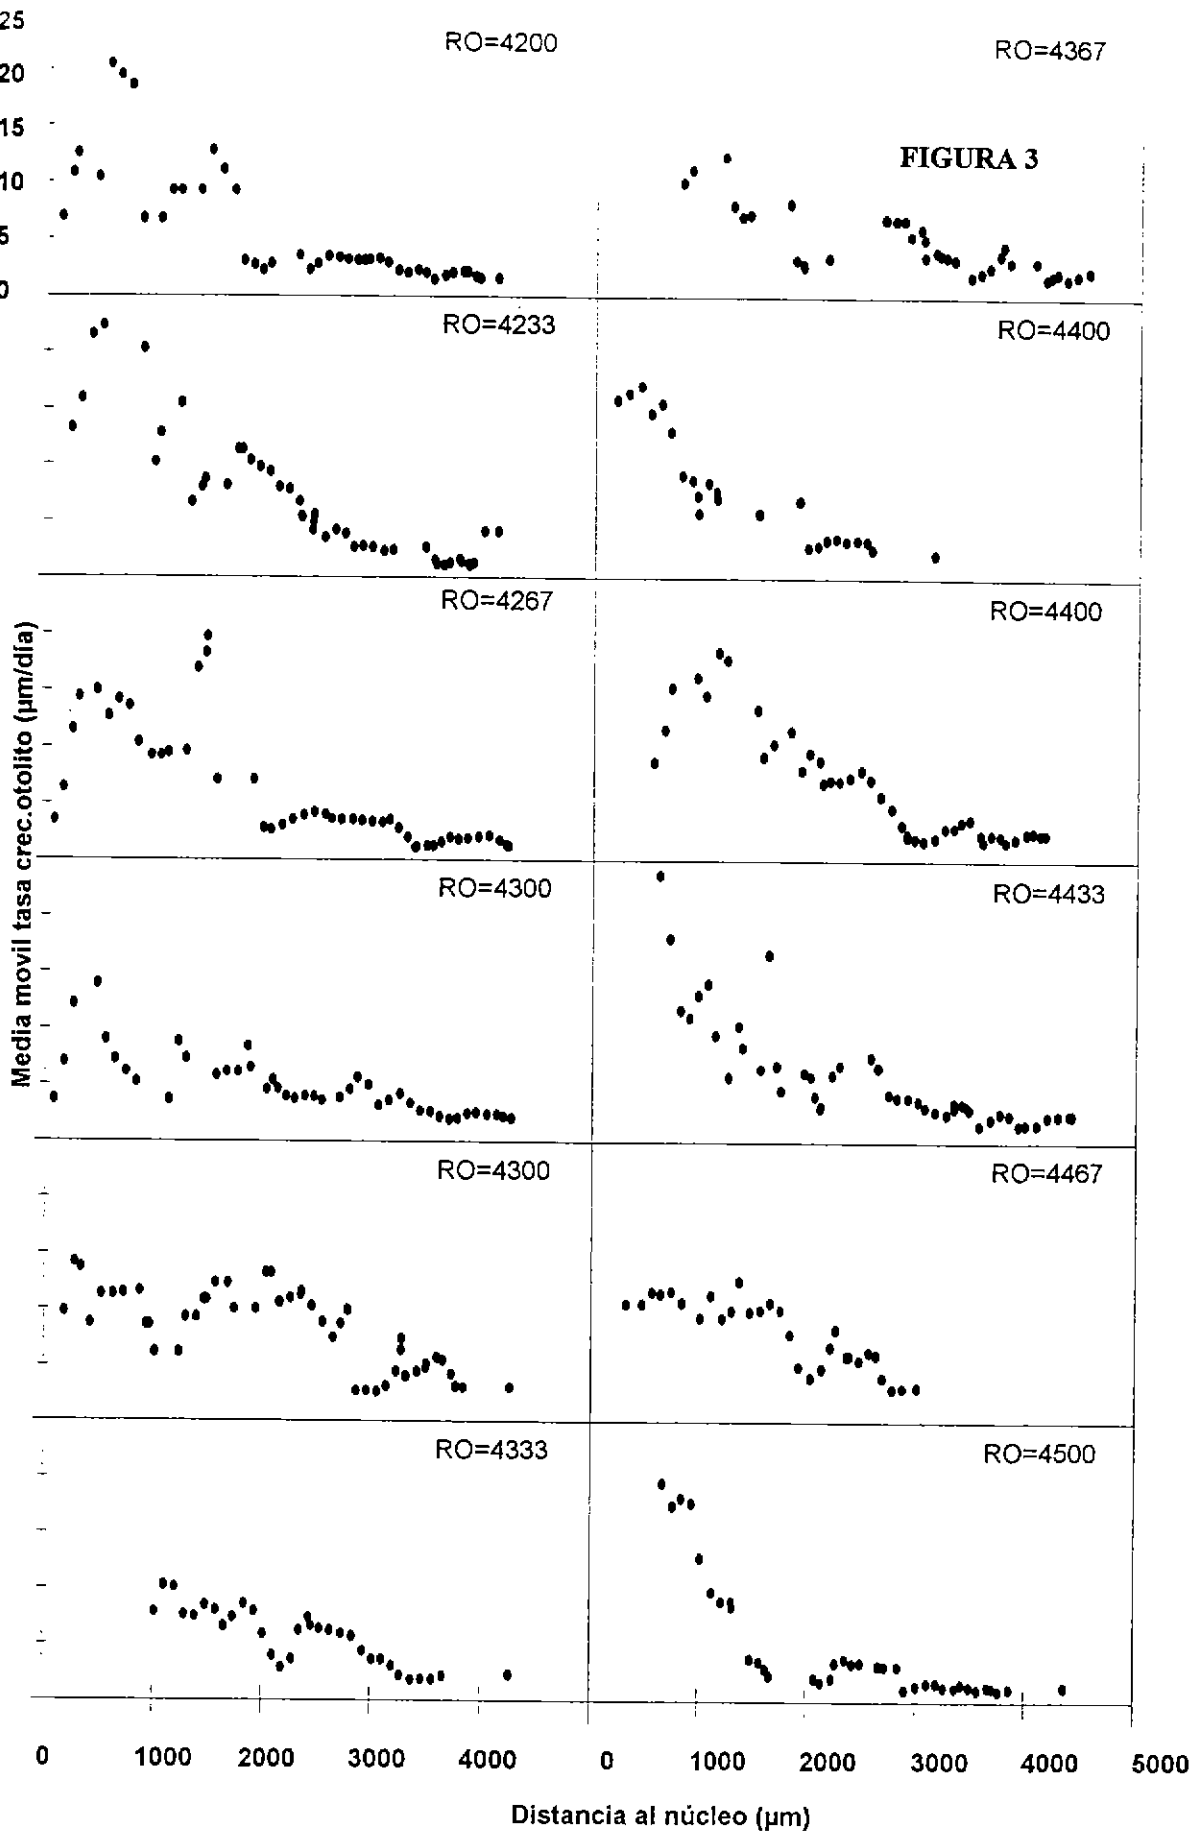 25
20
15
10
5
0
RO=4200
RO=4367
FIGURA 3
RO=4233
RO=4400
RO=4267
RO=4400
RO=4300
RO=4433
RO=4300
RO=4467
RO=4333
RO=4500
Media movil tasa crec.otolito (µm/día)
0 1000 2000 3000 4000 0 1000 2000 3000 4000 5000
Distancia al núcleo (µm)